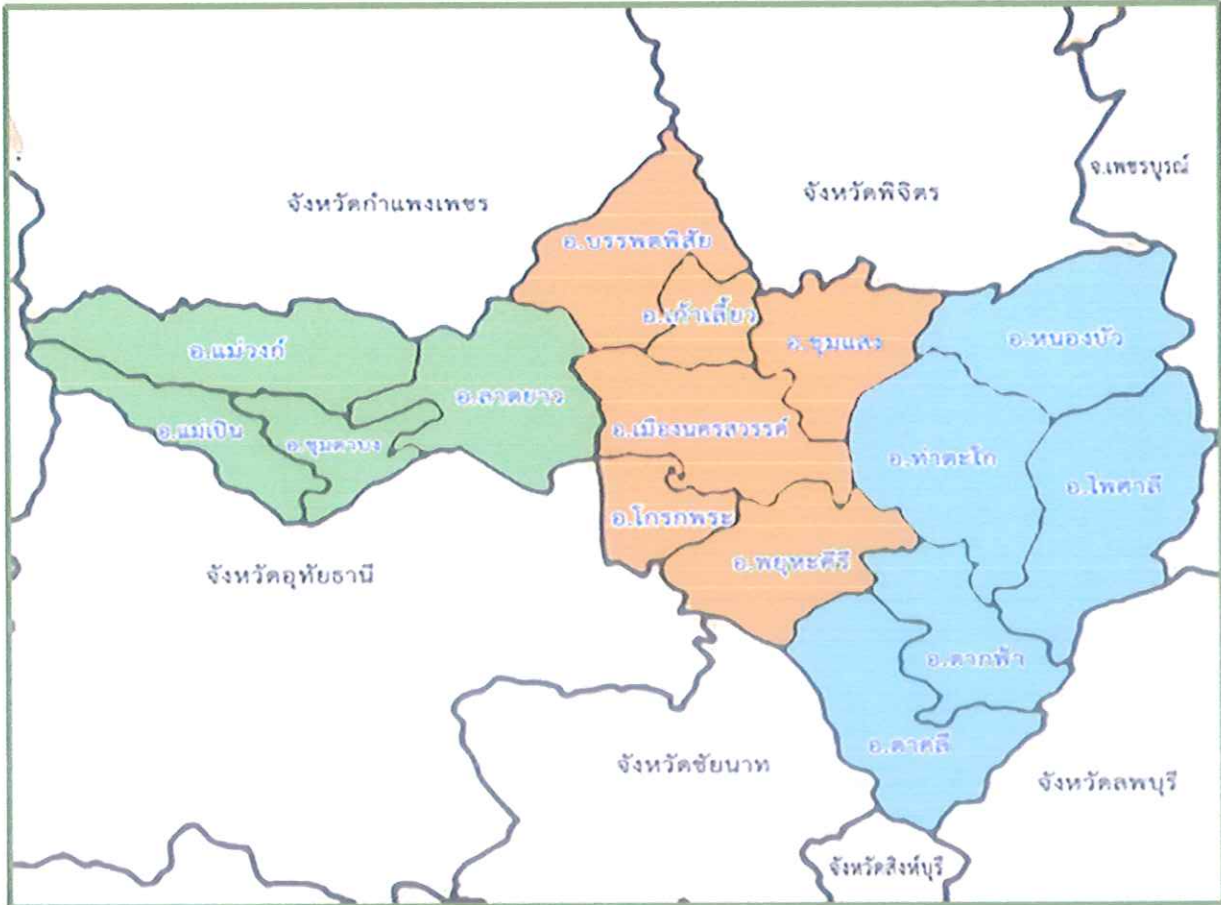 จ.เพชรบูรณ์
จังหวัดกำแพงเพชร
จังหวัดพิจิตร
อ.บรรพตพิสัย
อ.เก้าเลี้ยว
อ.ชุมแสง
อ.หนองบัว
อ.แม่วงก์
อ.ลาดยาว
อ.แม่เปิน
อ.ชุมตาบง
อ.เมืองนครสวรรค์
อ.ท่าตะโก
อ.ไพศาลี
อ.โกรกพระ
อ.พยุหะคีรี
จังหวัดอุทัยธานี
อ.ตากฟ้า
อ.ตาคลี
จังหวัดชัยนาท
จังหวัดลพบุรี
จังหวัดสิงห์บุรี